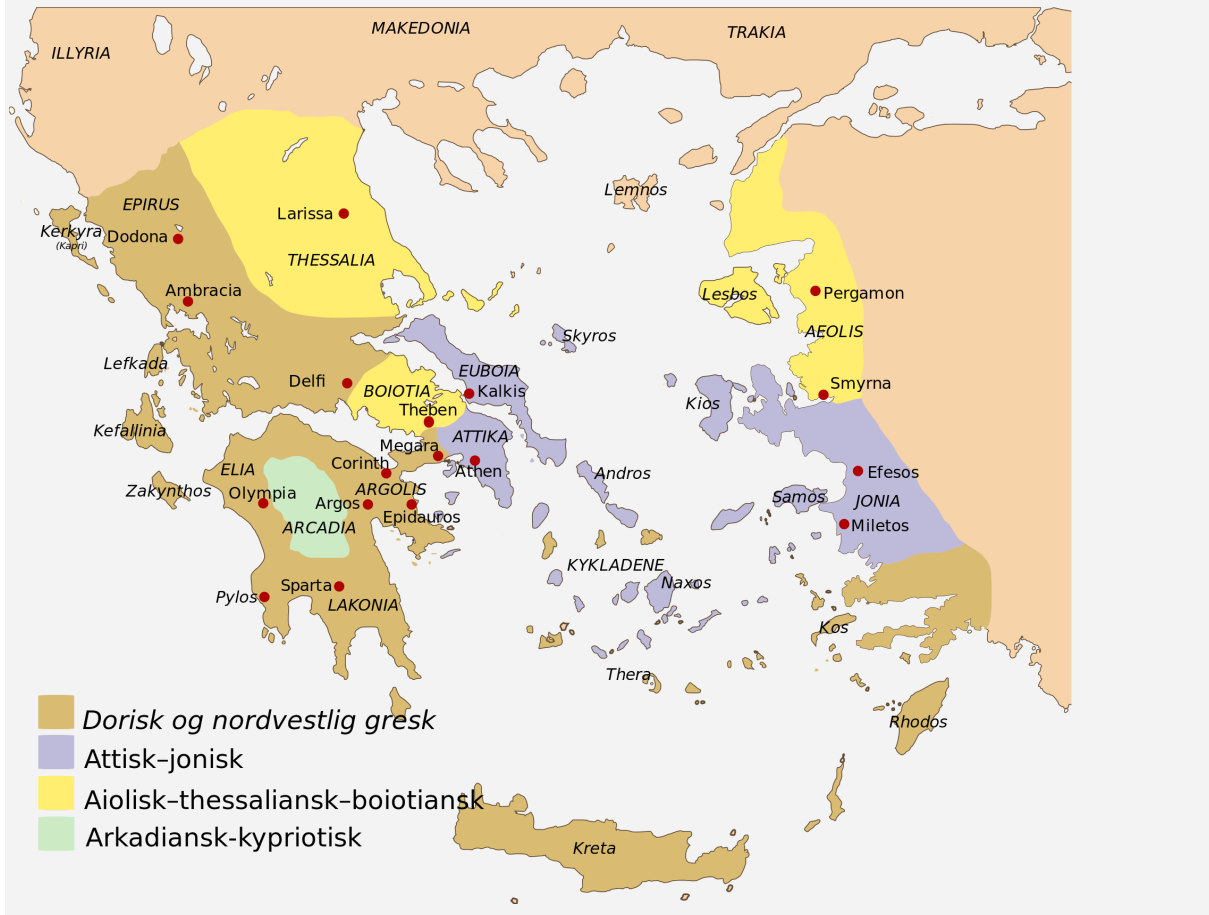 MAKEDONIA
TRAKIA
ILLYRIA
Lemnos
EPIRUS
Larissa
Kerkyra
(Kapri)
Dodona
THESSALIA
Ambracia
Lesbos
Pergamon
AEOLIS
Skyros
Lefkada
EUBOIA
Delfi
BOIOTIA
Kalkis
Smyrna
Kios
Theben
Kefallinia
ATTIKA
Megara
Corinth
ELIA
Athen
Andros
Efesos
Zakynthos
Olympia
ARGOLIS
Argos
Epidauros
Samos
JONIA
ARCADIA
Miletos
KYKLADENE
Naxos
Sparta
Pylos
LAKONIA
Kos
Thera
Rhodos
Dorisk og nordvestlig gresk
Attisk–jonisk
Aiolisk–thessaliansk–boiotiansk
Arkadiansk-kypriotisk
Kreta